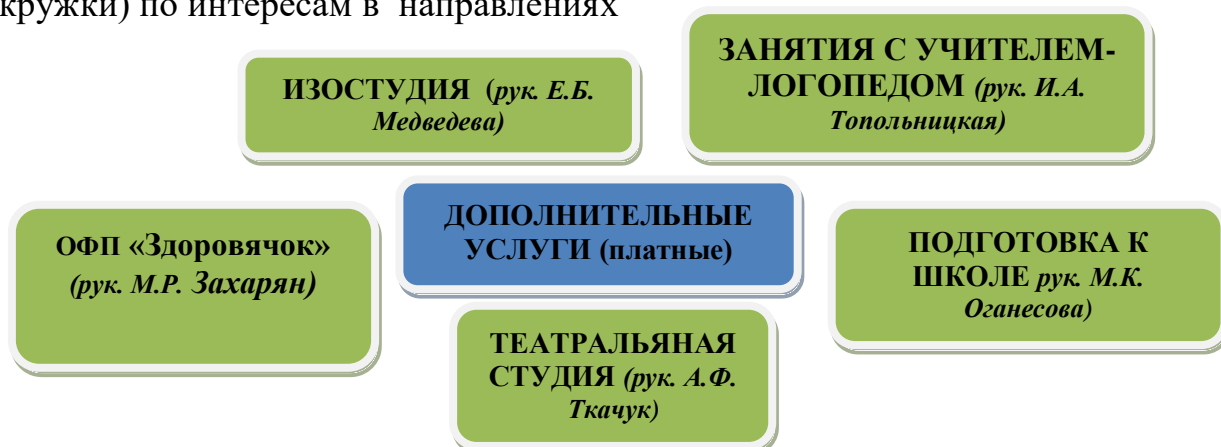 кружки) по интересам в направлениях
ИЗОСТУДИЯ (рук. Е.Б.
Медведева)
ЗАНЯТИЯ С УЧИТЕЛЕМ-
ЛОГОПЕДОМ (рук. И.А.
Топольницкая)
ОФП «Здоровячок»
(рук. М.Р. Захарян)
ДОПОЛНИТЕЛЬНЫЕ
УСЛУГИ (платные)
ПОДГОТОВКА К
ШКОЛЕ рук. М.К.
Оганесова)
ТЕАТРАЛЬЯНАЯ
СТУДИЯ (рук. А.Ф.
Ткачук)